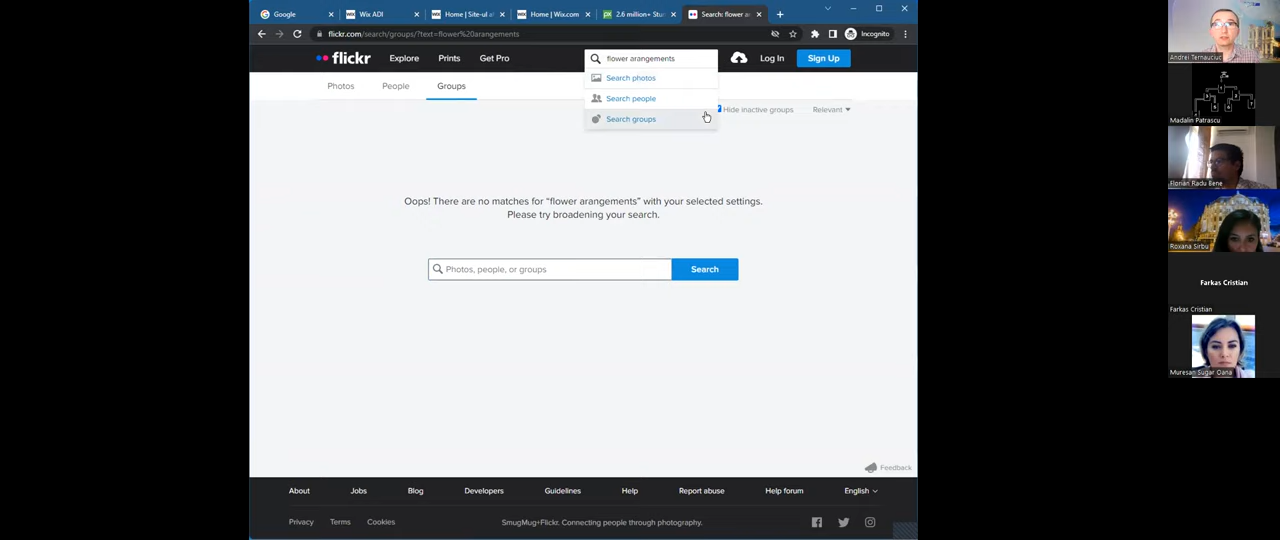 Google
Wix ADI
Home | Site-ul a
Home | Wix.com
2.6 million+ Stu
Search: flower a
flickr.com/search/groups/?text=flower%20arangements
Incognito
flickr
Explore
Prints
Get Pro
flower arangements
Log In
Sign Up
Photos
People
Groups
Search photos
Search people
Search groups
Hide inactive groups
Relevant
Oops! There are no matches for “flower arangements” with your selected settings.
Please try broadening your search.
Photos, people, or groups
Search
Feedback
About
Jobs
Blog
Developers
Guidelines
Help
Report abuse
Help forum
English
Privacy
Terms
Cookies
SmugMug+Flickr. Connecting people through photography.
Andrei Ternauciuc
Madalin Patrascu
Florian Radu Bene
Roxana Sirbu
Farkas Cristian
Farkas Cristian
Muresan Sugar Oana